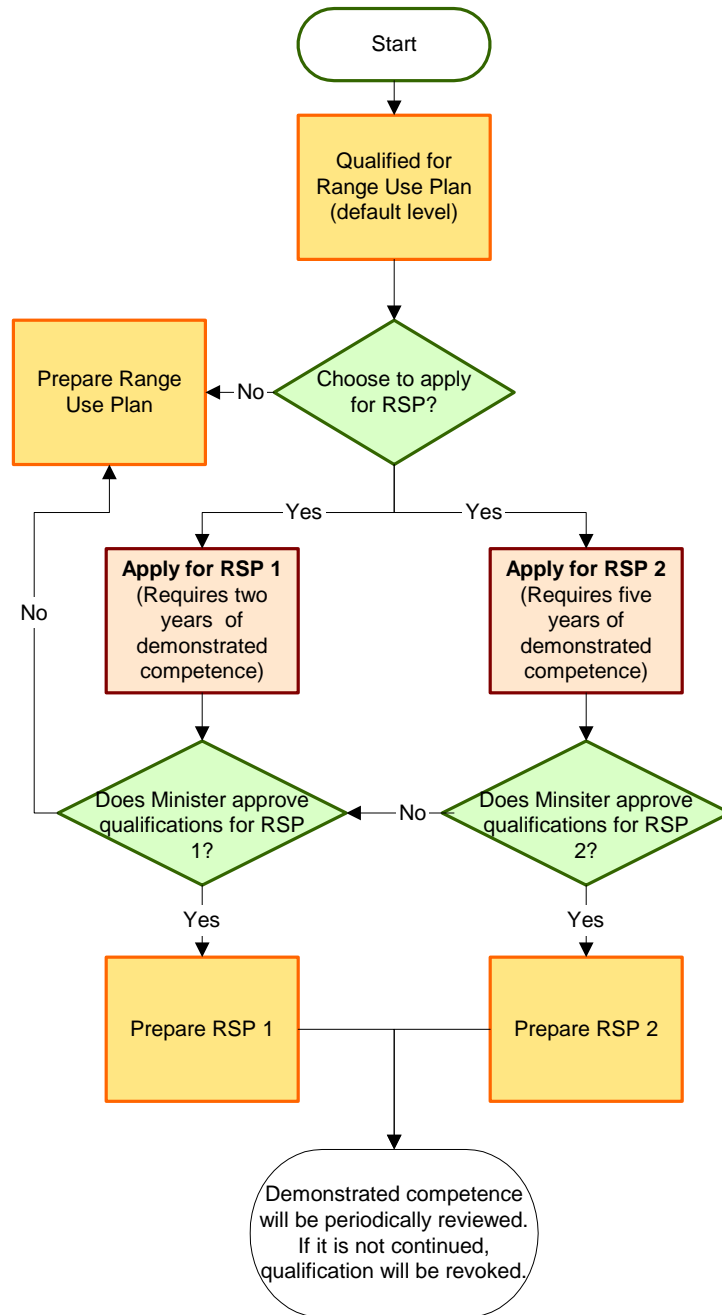 Start
Qualified for
Range Use Plan
(default level)
Prepare Range
Use Plan
No
Choose to apply
for RSP?
Yes
Yes
Apply for RSP 1
(Requires two
years of
demonstrated
competence)
Apply for RSP 2
(Requires five
years of
demonstrated
competence)
No
Does Minister approve
qualifications for RSP
1?
No
Does Minsiter approve
qualifications for RSP
2?
Yes
Yes
Prepare RSP 1
Prepare RSP 2
Demonstrated competence
will be periodically reviewed.
If it is not continued,
qualification will be revoked.